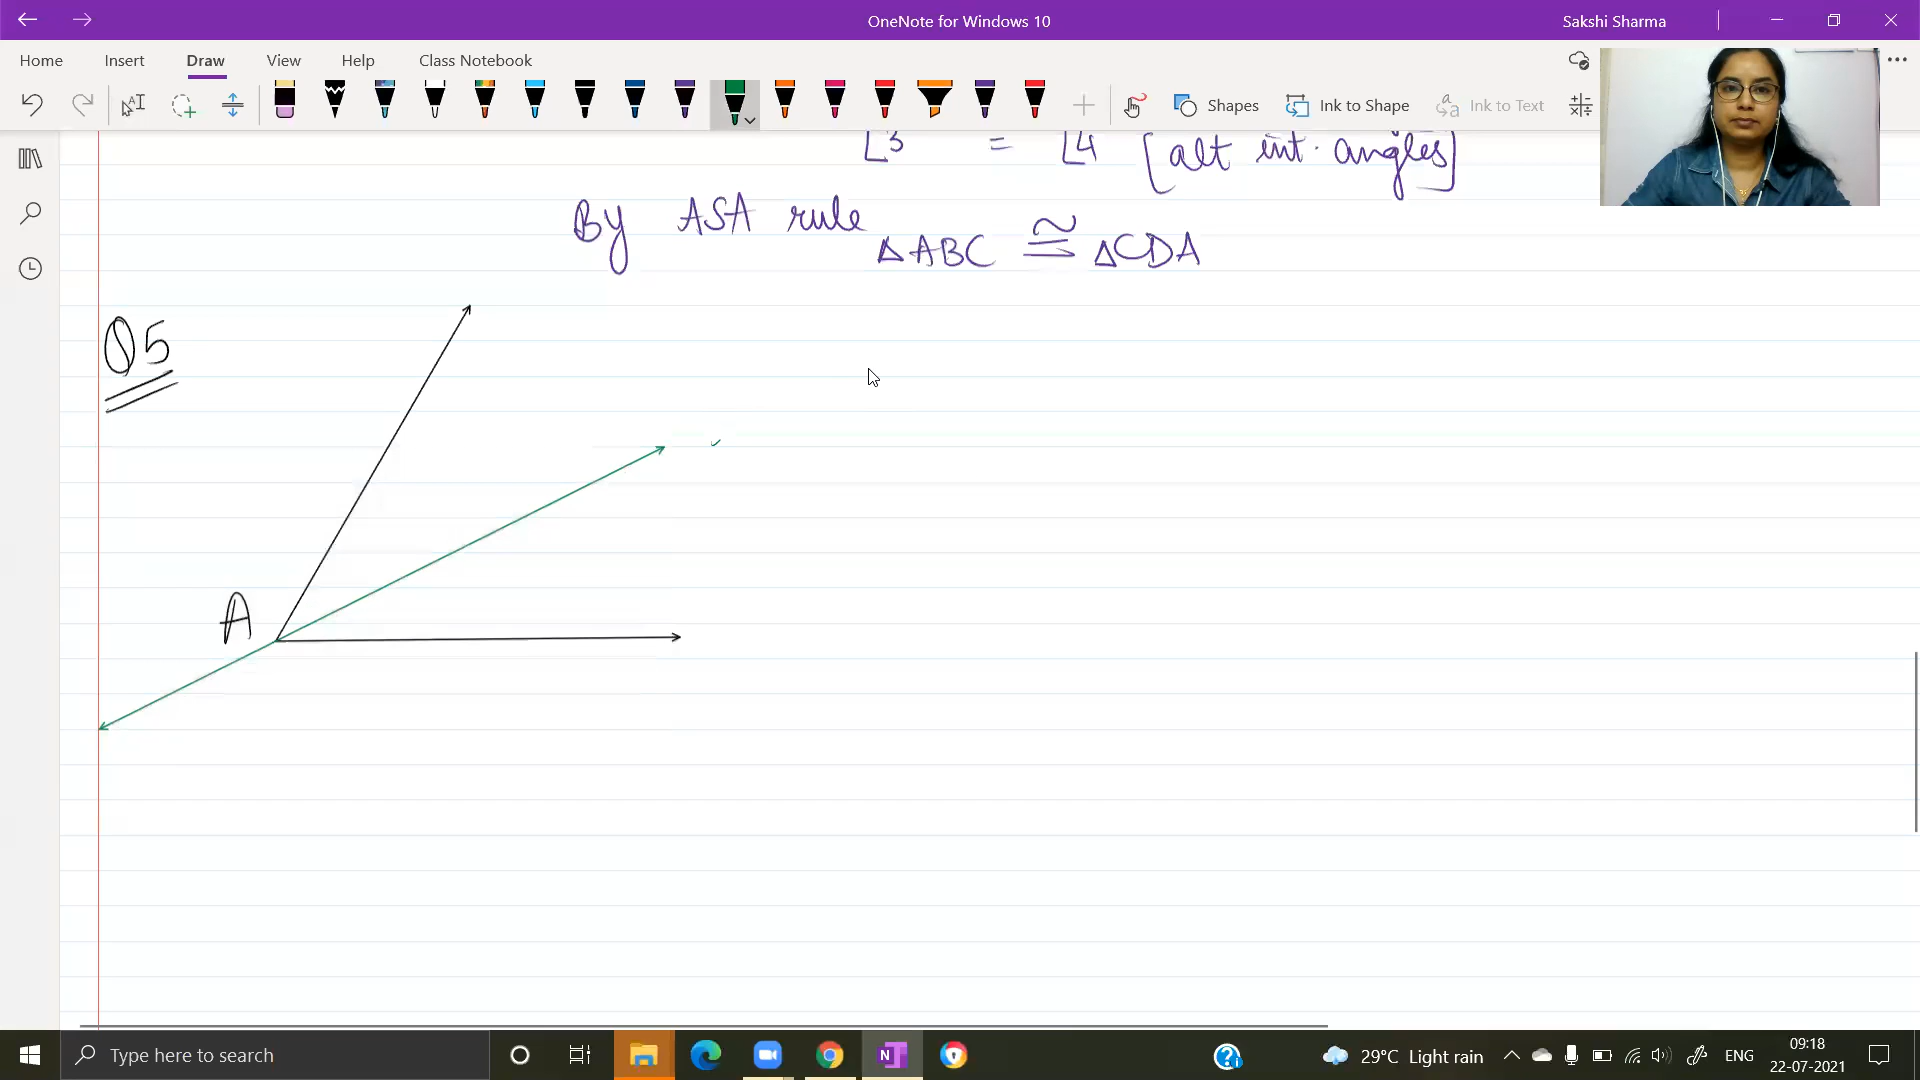 OneNote for Windows 10
Sakshi Sharma
Home Insert Draw View Help Class Notebook
Shapes Ink to Shape Ink to Text
∠3 = ∠4 [alt int. angles]
By ASA rule
△ABC ≅ △CDA
Q5
A
Type here to search
29°C Light rain
ENG
09:18
22-07-2021